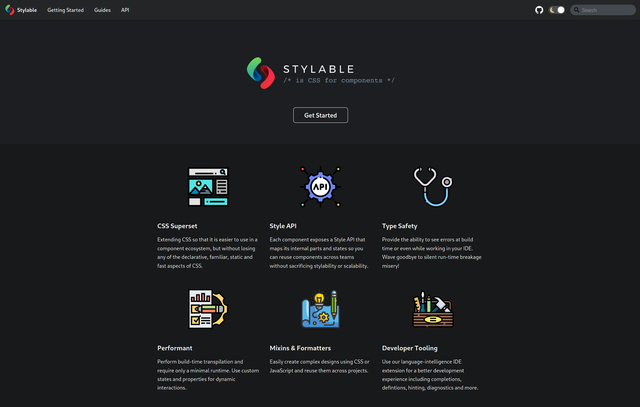 Stylable
Getting Started
Guides
API
Search
STYLABLE
/* is CSS for components */
Get Started
API
CSS Superset
Extending CSS so that it is easier to use in a
component ecosystem, but without losing
any of the declarative, familiar, static and
fast aspects of CSS.
Style API
Each component exposes a Style API that
maps its internal parts and states so you
can reuse components across teams
without sacrificing stylability or scalability.
Type Safety
Provide the ability to see errors at build
time or even while working in your IDE.
Wave goodbye to silent run-time breakage
misery!
Performant
Perform build-time transpilation and
require only a minimal runtime. Use custom
states and properties for dynamic
interactions.
Mixins & Formatters
Easily create complex designs using CSS or
JavaScript and reuse them across projects.
Developer Tooling
Use our language-intelligence IDE
extension for a better development
experience including completions,
defintions, hinting, diagnostics and more.